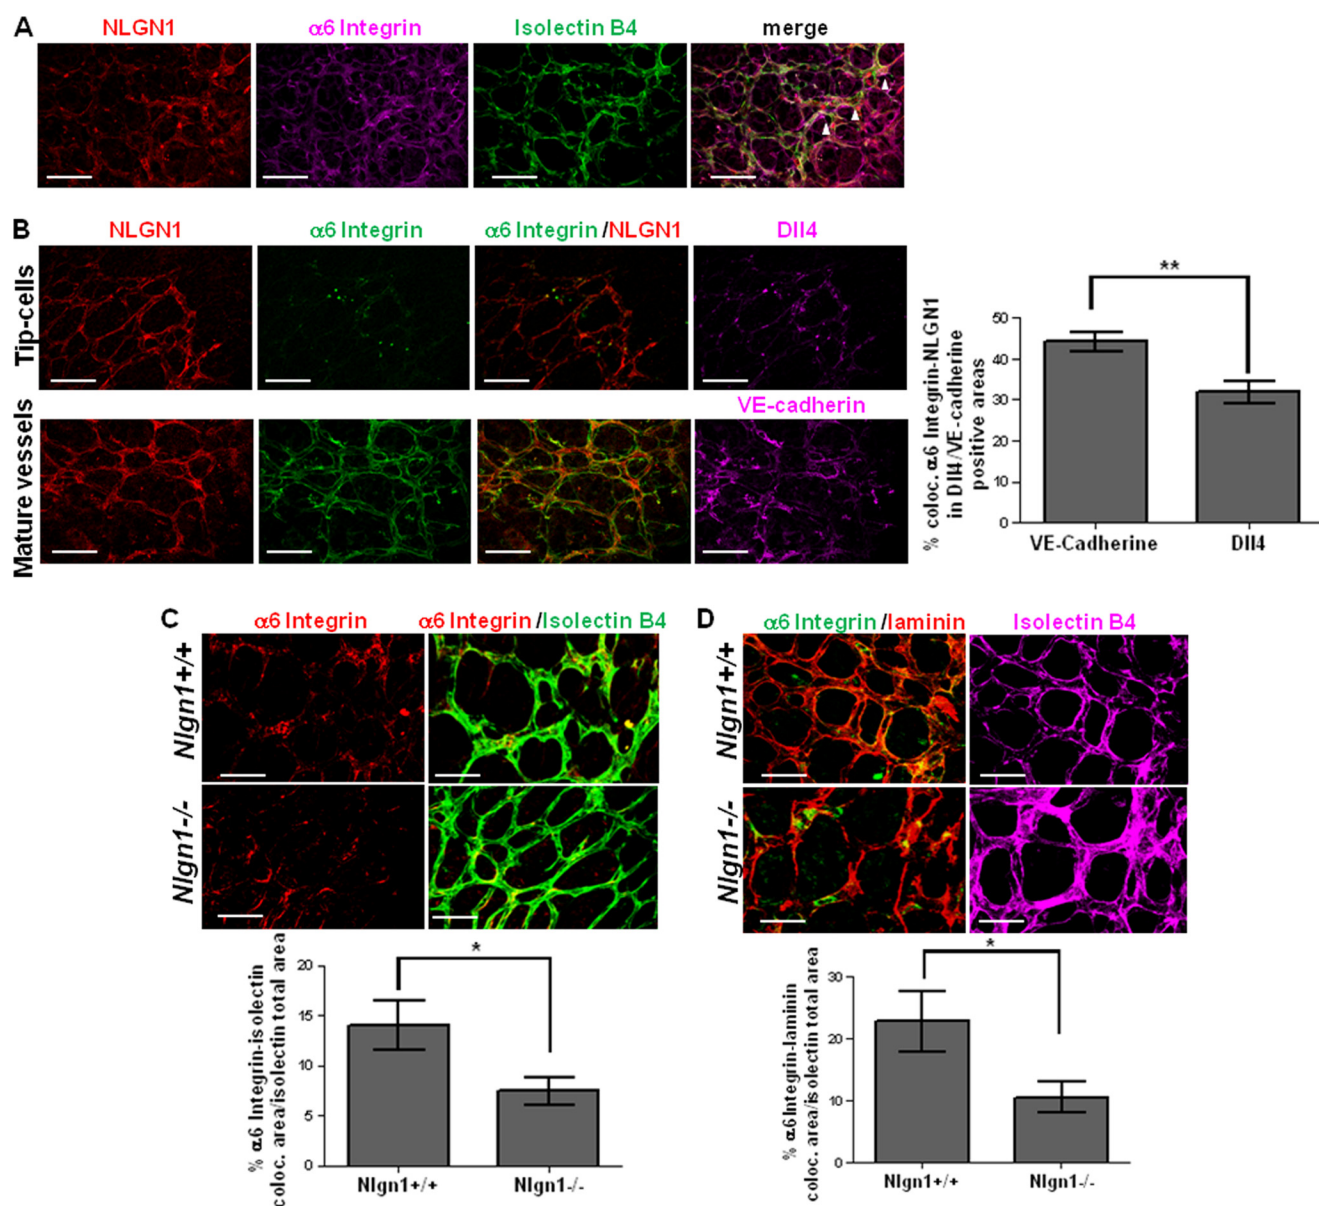 A
NLGN1
α6 Integrin
Isolectin B4
merge
B
NLGN1
α6 Integrin
α6 Integrin /NLGN1
Dll4
Tip-cells
VE-cadherin
Mature vessels
**
% coloc. α6 Integrin-NLGN1
in Dll4/VE-cadherine
positive areas
50
40
30
20
10
0
VE-Cadherine
Dll4
C
α6 Integrin
α6 Integrin /Isolectin B4
Nlgn1+/+
Nlgn1-/-
*
% α6 Integrin-isolectin
coloc. area/isolectin total area
20
15
10
5
0
Nlgn1+/+
Nlgn1-/-
D
α6 Integrin /laminin
Isolectin B4
Nlgn1+/+
Nlgn1-/-
*
% α6 Integrin-laminin
coloc. area/isolectin total area
30
20
10
0
Nlgn1+/+
Nlgn1-/-